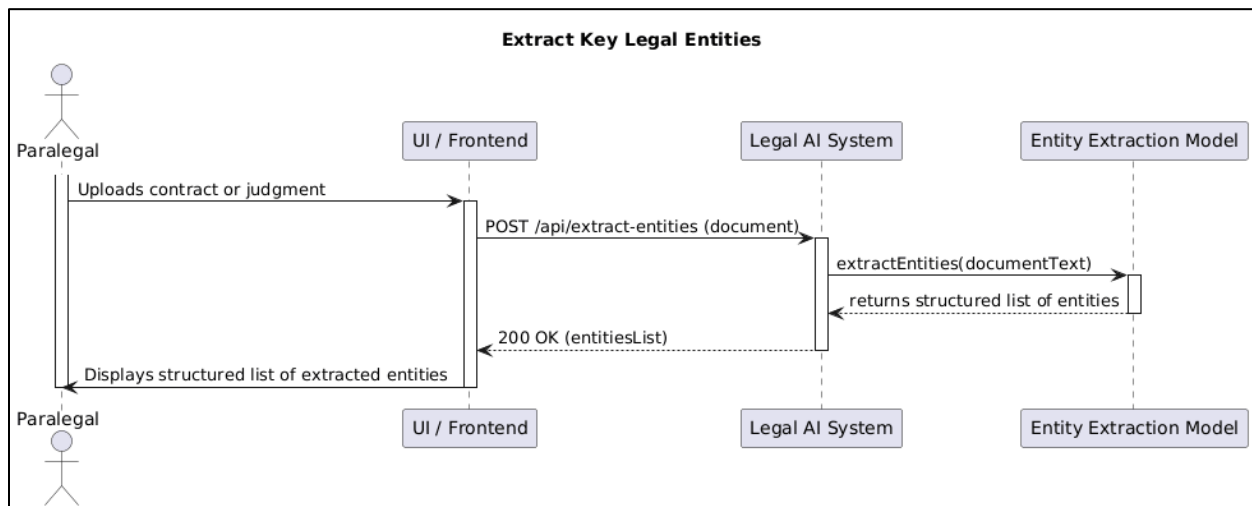 Extract Key Legal Entities
Paralegal
UI / Frontend
Legal AI System
Entity Extraction Model
Uploads contract or judgment
POST /api/extract-entities (document)
extractEntities(documentText)
returns structured list of entities
200 OK (entitiesList)
Displays structured list of extracted entities
Paralegal
UI / Frontend
Legal AI System
Entity Extraction Model